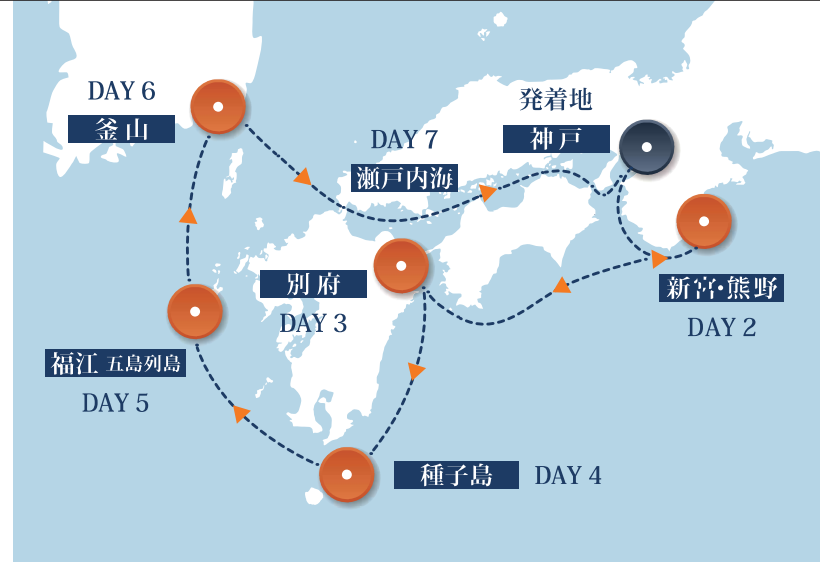 DAY 6
釜山
発着地
神戸
DAY 7
瀬戸内海
別府
DAY 3
新宮・熊野
DAY 2
福江 五島列島
DAY 5
種子島
DAY 4